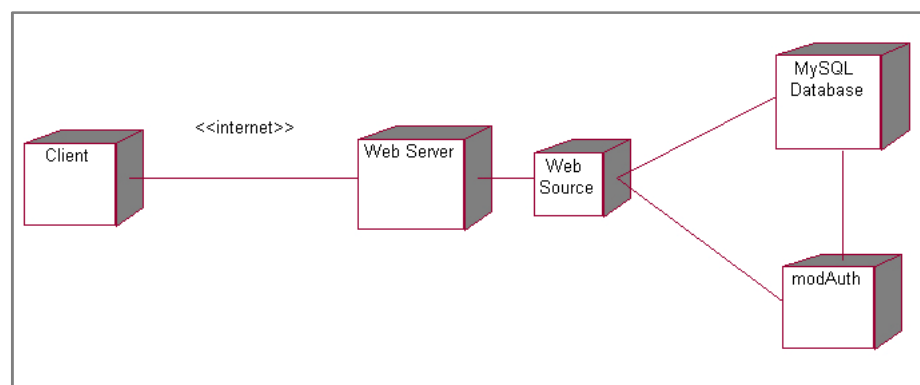 <<internet>>
Client
Web Server
Web
Source
MySQL
Database
modAuth